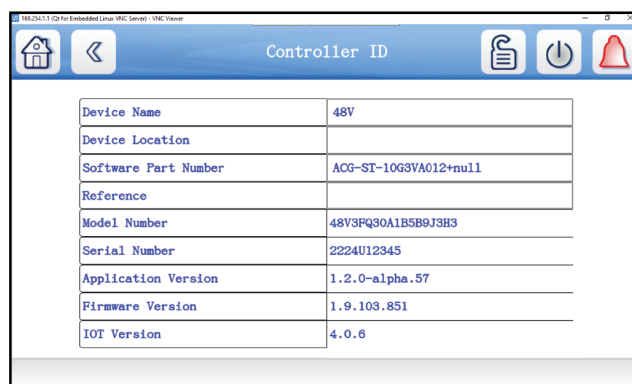 169.254.1.1 (Qt for Embedded Linux VNC Server) - VNC Viewer
Controller ID
Device Name 48V
Device Location
Software Part Number ACG-ST-10G3VA012+null
Reference
Model Number 48V3FQ30A1B5B9J3H3
Serial Number 2224U12345
Application Version 1.2.0-alpha.57
Firmware Version 1.9.103.851
IOT Version 4.0.6